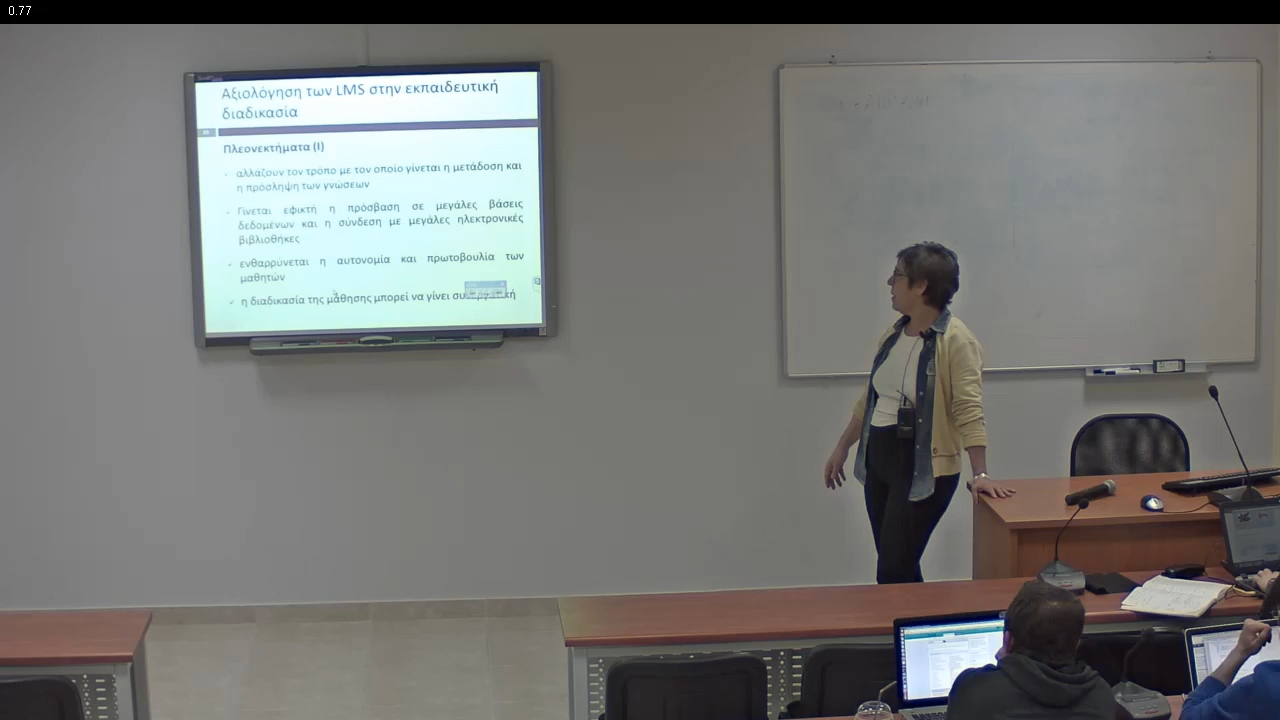 0.77
Αξιολόγηση των LMS στην εκπαιδευτική
διαδικασία
Πλεονεκτήματα (Ι)
αλλάζουν τον τρόπο με τον οποίο γίνεται η μετάδοση και
η πρόσληψη των γνώσεων
Γίνεται εφικτή η πρόσβαση σε μεγάλες βάσεις
δεδομένων και η σύνδεση με μεγάλες ηλεκτρονικές
βιβλιοθήκες
ενθαρρύνεται η αυτονομία και πρωτοβουλία των
μαθητών
η διαδικασία της μάθησης μπορεί να γίνει